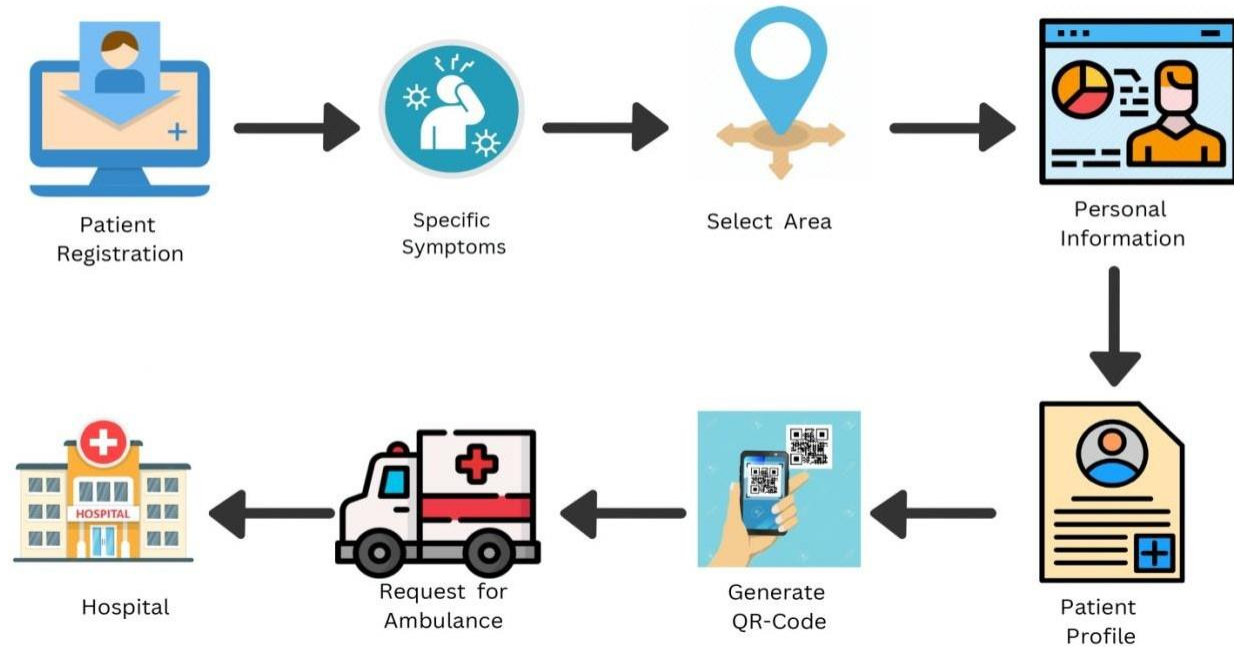 Patient
Registration
Specific
Symptoms
Select Area
Personal
Information
HOSPITAL
Hospital
Request for
Ambulance
Generate
QR-Code
Patient
Profile